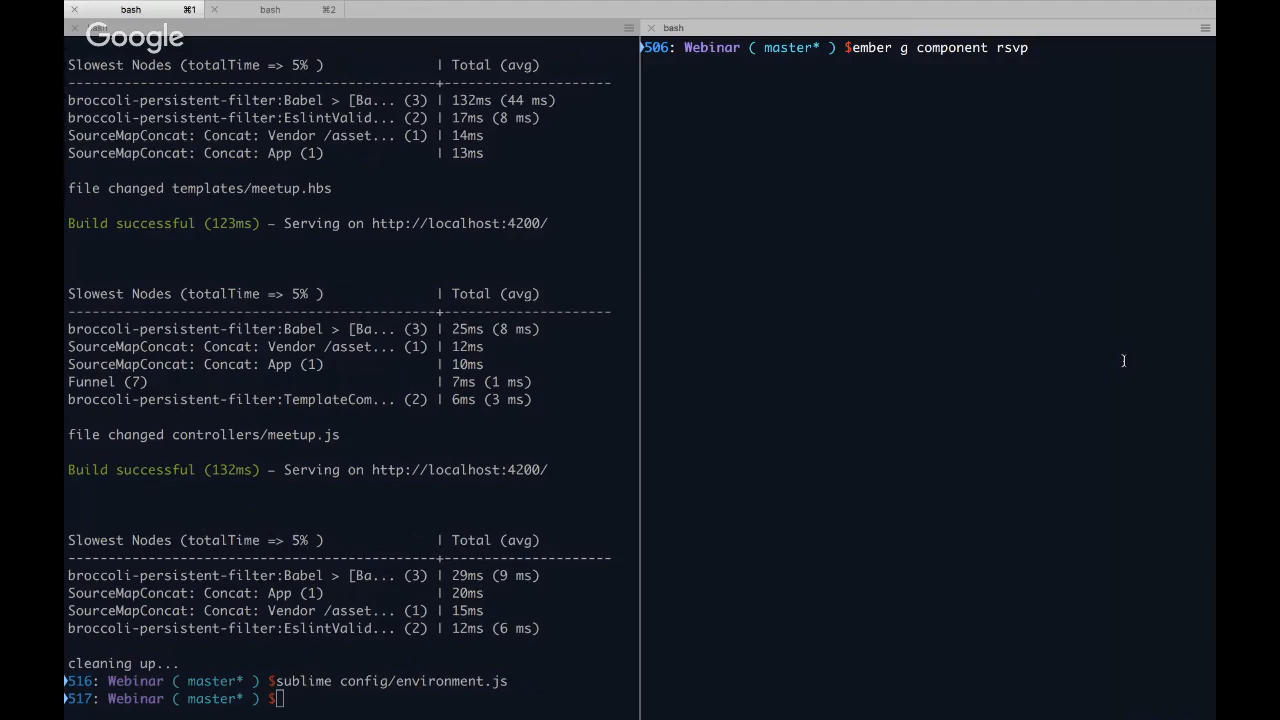 bash ⌘1
bash ⌘2
bash
Google
bash
Slowest Nodes (totalTime => 5% ) | Total (avg)
----------------------------------------------+---------------------
broccoli-persistent-filter:Babel > [Ba... (3) | 132ms (44 ms)
broccoli-persistent-filter:EslintValid... (2) | 17ms (8 ms)
SourceMapConcat: Concat: Vendor /asset... (1) | 14ms
SourceMapConcat: Concat: App (1) | 13ms
file changed templates/meetup.hbs
Build successful (123ms) – Serving on http://localhost:4200/
Slowest Nodes (totalTime => 5% ) | Total (avg)
----------------------------------------------+---------------------
broccoli-persistent-filter:Babel > [Ba... (3) | 25ms (8 ms)
SourceMapConcat: Concat: Vendor /asset... (1) | 12ms
SourceMapConcat: Concat: App (1) | 10ms
Funnel (7) | 7ms (1 ms)
broccoli-persistent-filter:TemplateCom... (2) | 6ms (3 ms)
file changed controllers/meetup.js
Build successful (132ms) – Serving on http://localhost:4200/
Slowest Nodes (totalTime => 5% ) | Total (avg)
----------------------------------------------+---------------------
broccoli-persistent-filter:Babel > [Ba... (3) | 29ms (9 ms)
SourceMapConcat: Concat: App (1) | 20ms
SourceMapConcat: Concat: Vendor /asset... (1) | 15ms
broccoli-persistent-filter:EslintValid... (2) | 12ms (6 ms)
cleaning up...
516: Webinar ( master* ) $sublime config/environment.js
517: Webinar ( master* ) $
506: Webinar ( master* ) $ember g component rsvp